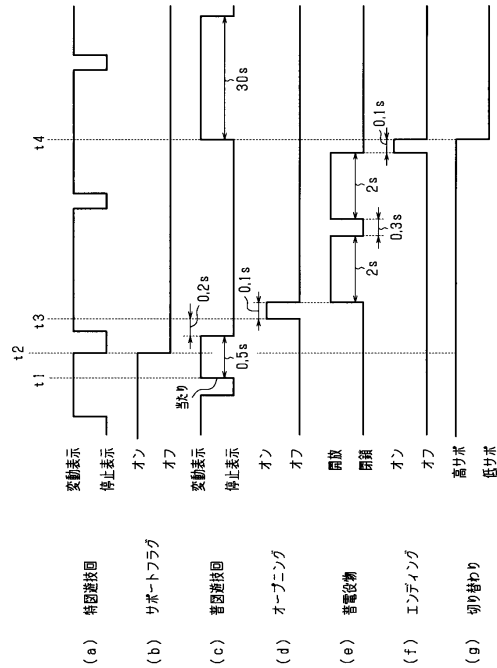 t1
t2
t3
t4
(a) 特図遊技回
変動表示
停止表示
(b) サポートフラグ
オン
オフ
(c) 普図遊技回
変動表示
停止表示
当たり
0.5s
0.2s
30s
(d) オープニング
オン
オフ
0.1s
(e) 普電役物
開放
閉鎖
2s
0.3s
2s
(f) エンディング
オン
オフ
0.1s
(g) 切り替わり
高サポ
低サポ